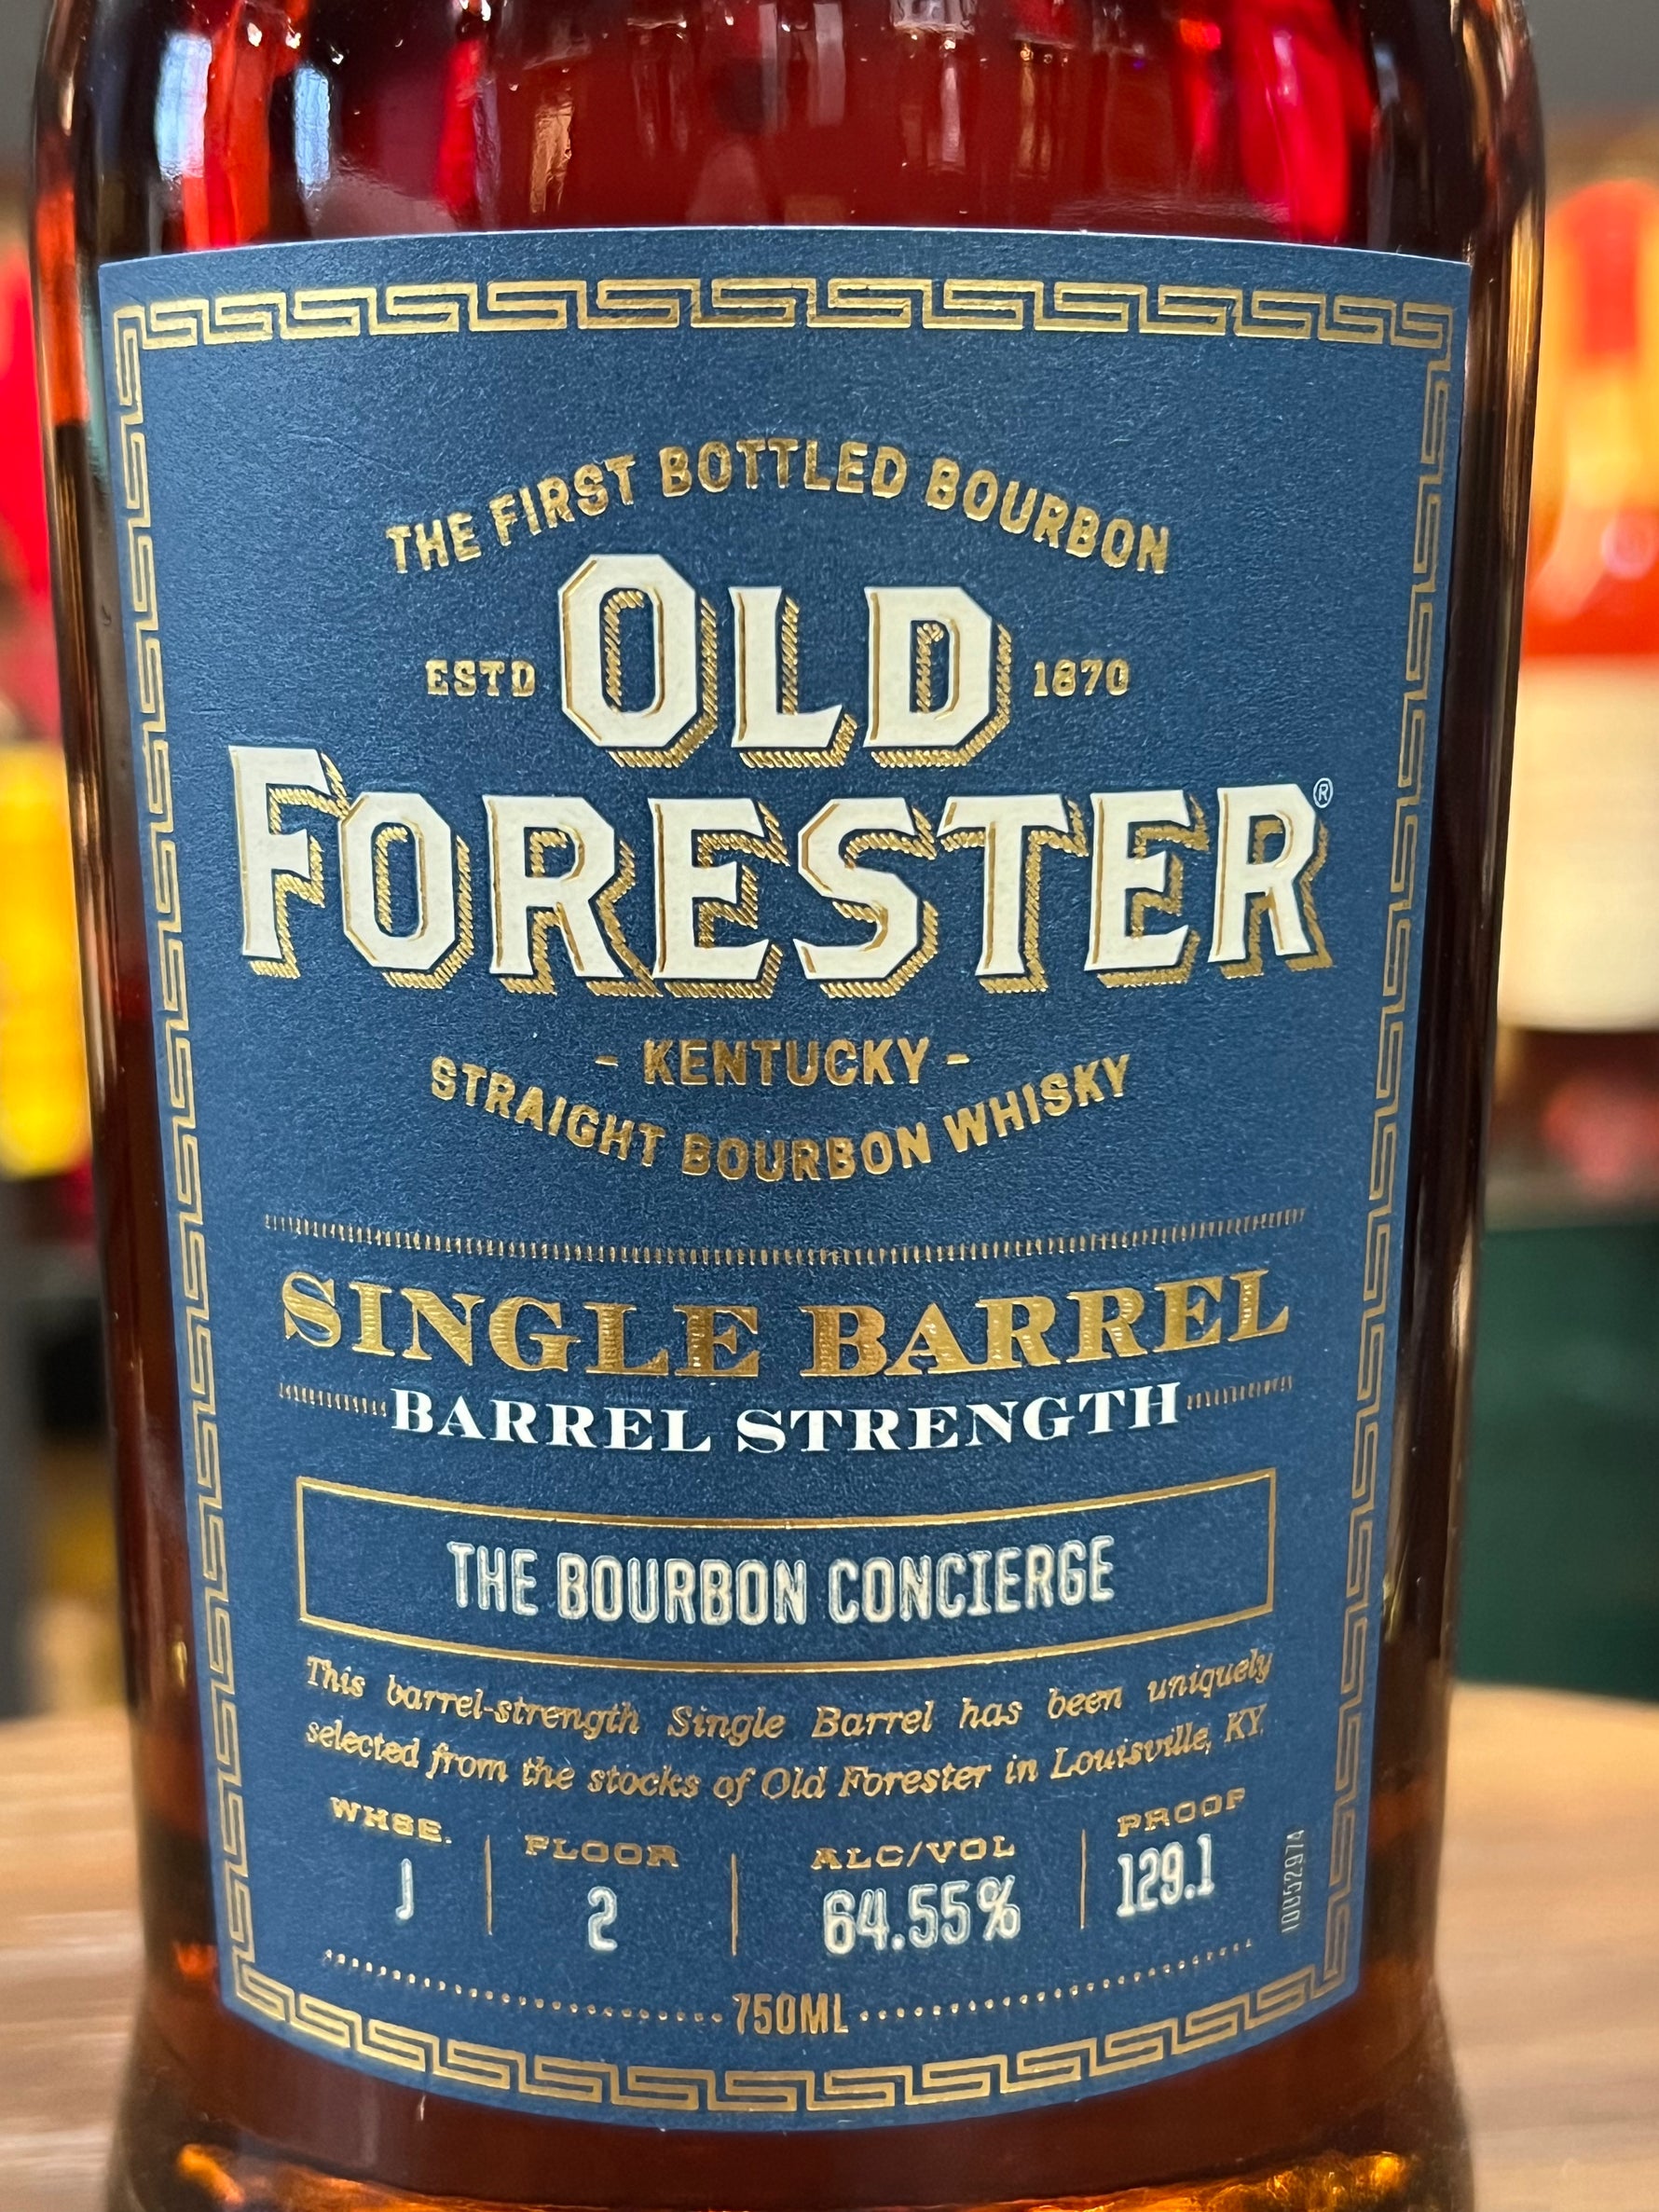 THE FIRST BOTTLED BOURBON
ESTD OLD 1870
FORESTER®
- KENTUCKY -
STRAIGHT BOURBON WHISKY
SINGLE BARREL
BARREL STRENGTH
THE BOURBON CONCIERGE
This barrel-strength Single Barrel has been uniquely
selected from the stocks of Old Forester in Louisville, KY.
WHSE. FLOOR ALC/VOL PROOF
J 2 64.55% 129.1
10052974
750ML